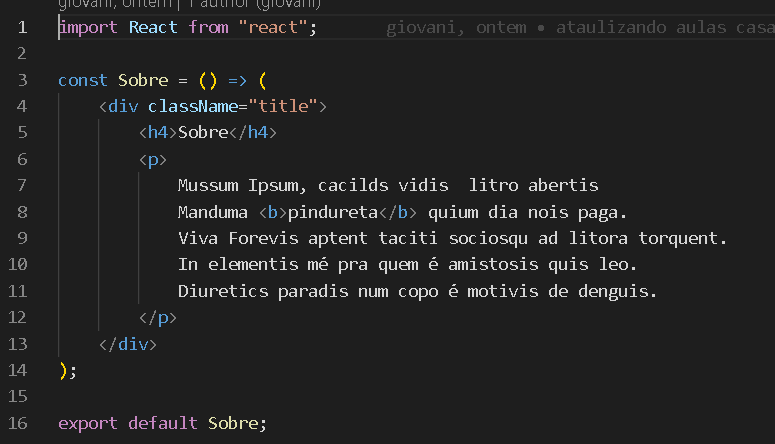 giovani, ontem | 1 author (giovani)
1 import React from "react"; giovani, ontem • ataulizando aulas casa
2
3 const Sobre = () => (
4 <div className="title">
5 <h4>Sobre</h4>
6 <p>
7 Mussum Ipsum, cacilds vidis  litro abertis
8 Manduma <b>pindureta</b> quium dia nois paga.
9 Viva Forevis aptent taciti sociosqu ad litora torquent.
10 In elementis mé pra quem é amistosis quis leo.
11 Diuretics paradis num copo é motivis de denguis.
12 </p>
13 </div>
14 );
15
16 export default Sobre;